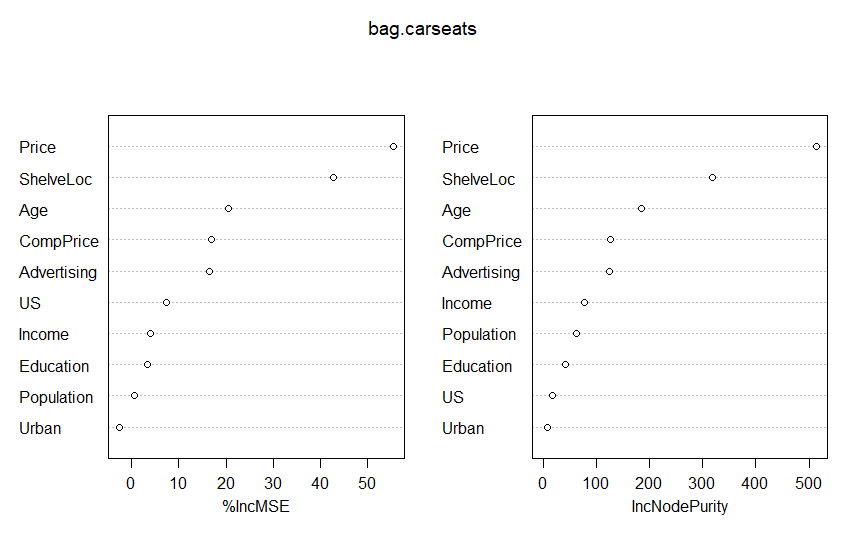 bag.carseats
Price
ShelveLoc
Age
CompPrice
Advertising
US
Income
Education
Population
Urban
0 10 20 30 40 50
%IncMSE
Price
ShelveLoc
Age
CompPrice
Advertising
Income
Population
Education
US
Urban
0 100 200 300 400 500
IncNodePurity